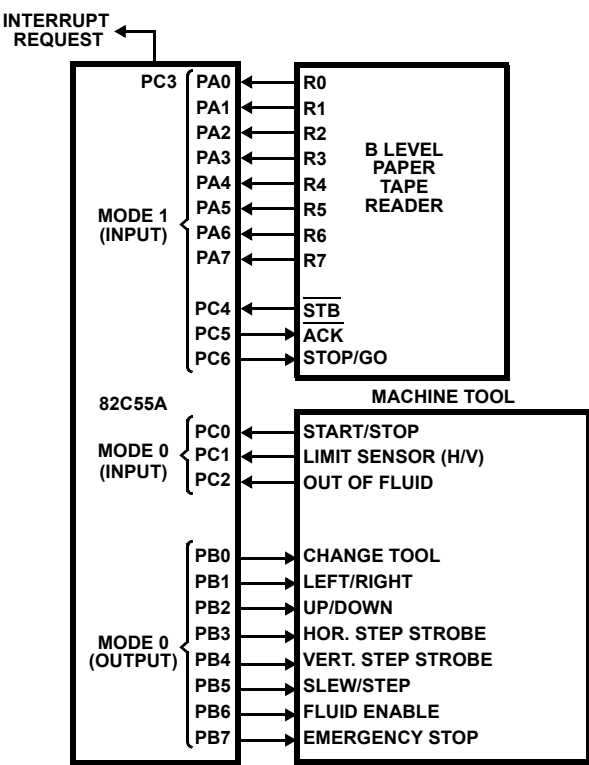 INTERRUPT
REQUEST
PC3 PA0 R0
PA1 R1
PA2 R2
PA3 R3
PA4 R4
PA5 R5
PA6 R6
PA7 R7
MODE 1
(INPUT)
B LEVEL
PAPER
TAPE
READER
PC4 STB
PC5 ACK
PC6 STOP/GO
82C55A
MACHINE TOOL
MODE 0
(INPUT)
PC0 START/STOP
PC1 LIMIT SENSOR (H/V)
PC2 OUT OF FLUID
MODE 0
(OUTPUT)
PB0 CHANGE TOOL
PB1 LEFT/RIGHT
PB2 UP/DOWN
PB3 HOR. STEP STROBE
PB4 VERT. STEP STROBE
PB5 SLEW/STEP
PB6 FLUID ENABLE
PB7 EMERGENCY STOP